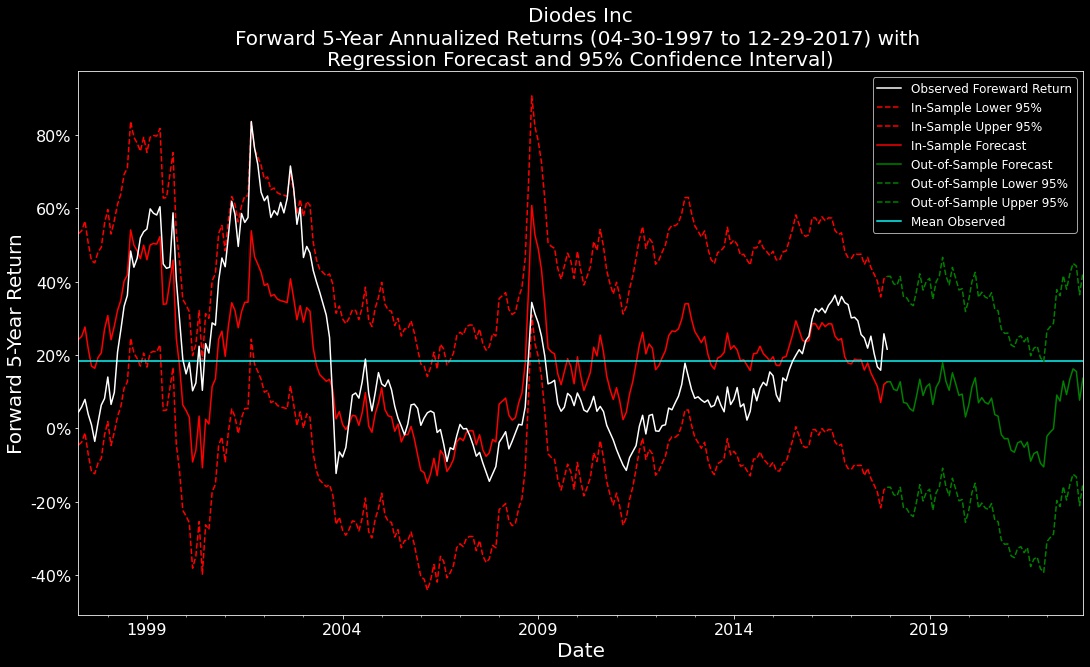 Diodes Inc
Forward 5-Year Annualized Returns (04-30-1997 to 12-29-2017) with
Regression Forecast and 95% Confidence Interval)
Observed Foreward Return
In-Sample Lower 95%
In-Sample Upper 95%
In-Sample Forecast
Out-of-Sample Forecast
Out-of-Sample Lower 95%
Out-of-Sample Upper 95%
Mean Observed
Forward 5-Year Return
80%
60%
40%
20%
0%
-20%
-40%
1999
2004
2009
2014
2019
Date